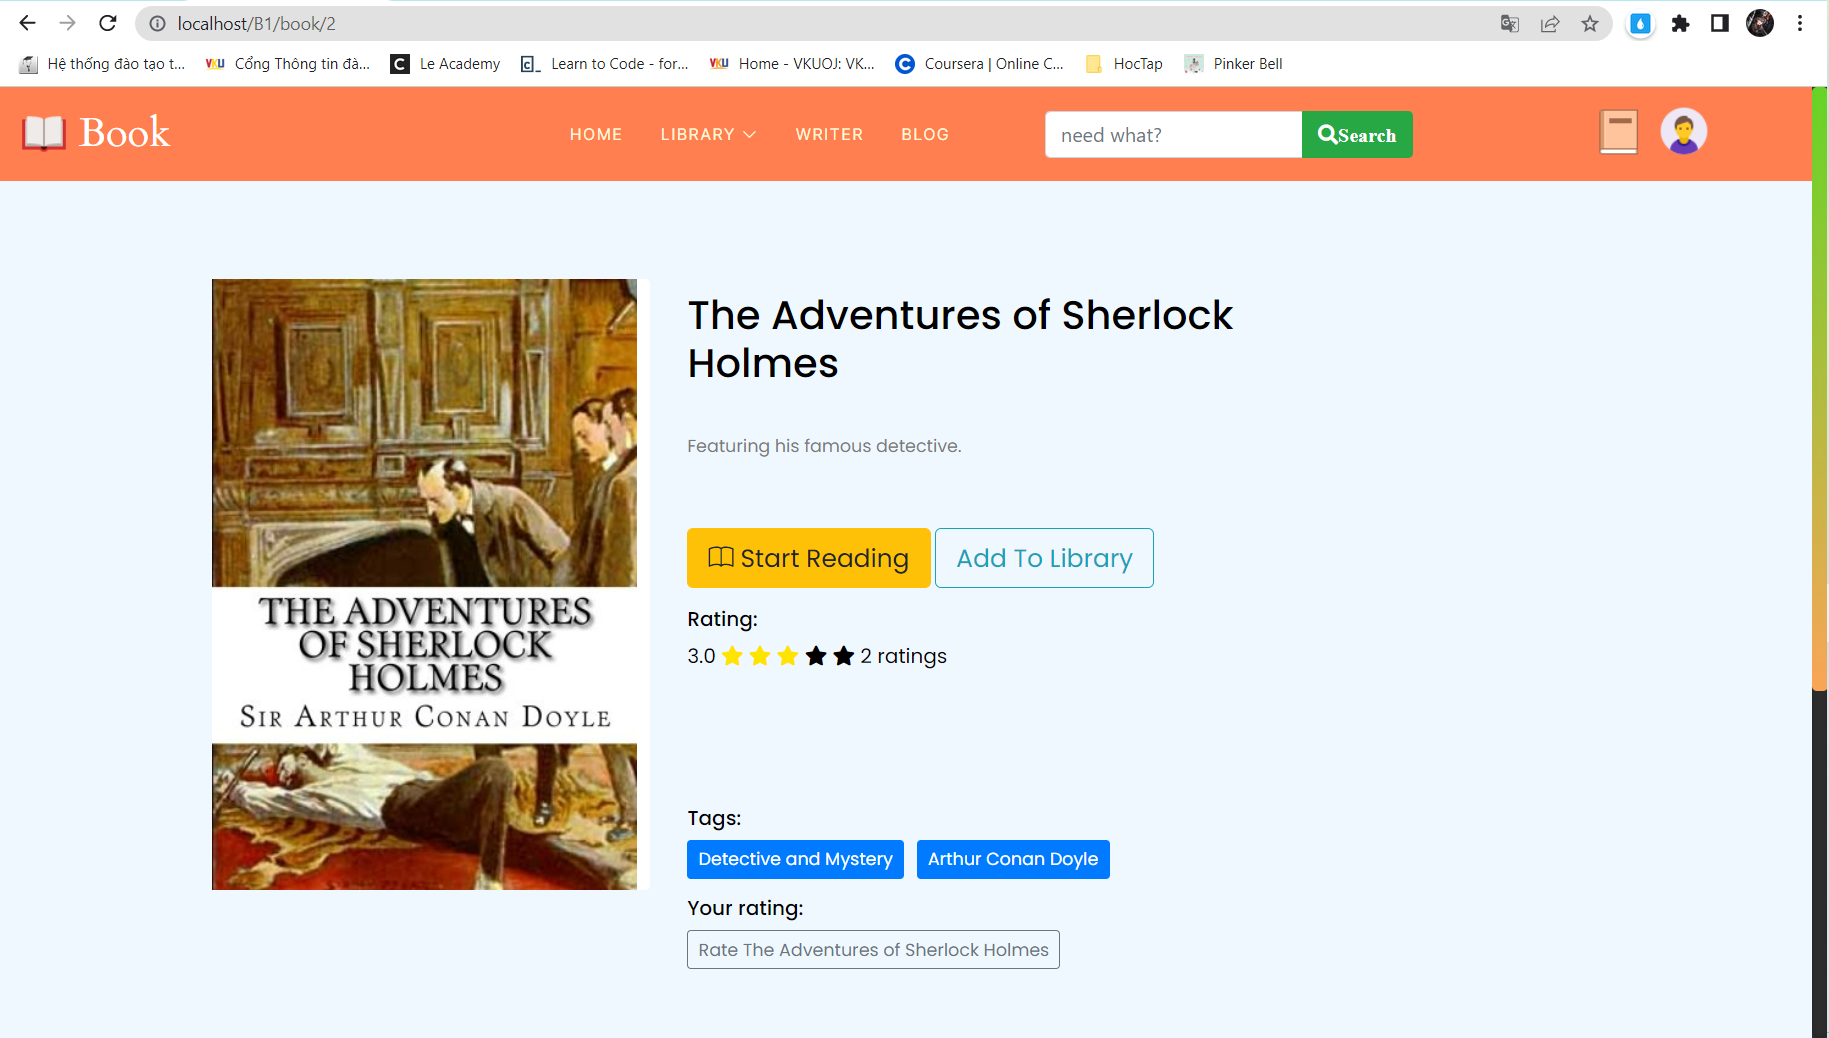 localhost/B1/book/2
Hệ thống đào tạo t... Cổng Thông tin đà... Le Academy Learn to Code - for... Home - VKUOJ: VK... Coursera | Online C... HocTap Pinker Bell
Book HOME LIBRARY WRITER BLOG need what? Search
The Adventures of Sherlock
Holmes
Featuring his famous detective.
Start Reading Add To Library
Rating:
3.0 2 ratings
THE ADVENTURES
OF SHERLOCK
HOLMES
SIR ARTHUR CONAN DOYLE
Tags:
Detective and Mystery Arthur Conan Doyle
Your rating:
Rate The Adventures of Sherlock Holmes